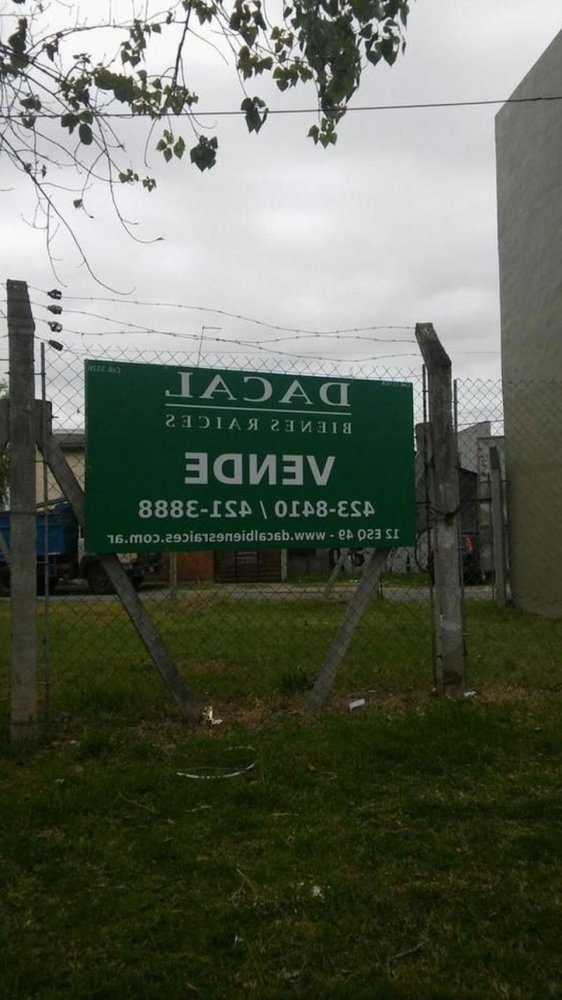 DACAL
BIENES RAICES
VENDE
423-8410 / 421-3888
12 ESQ 49 - www.dacalbienesraices.com.ar